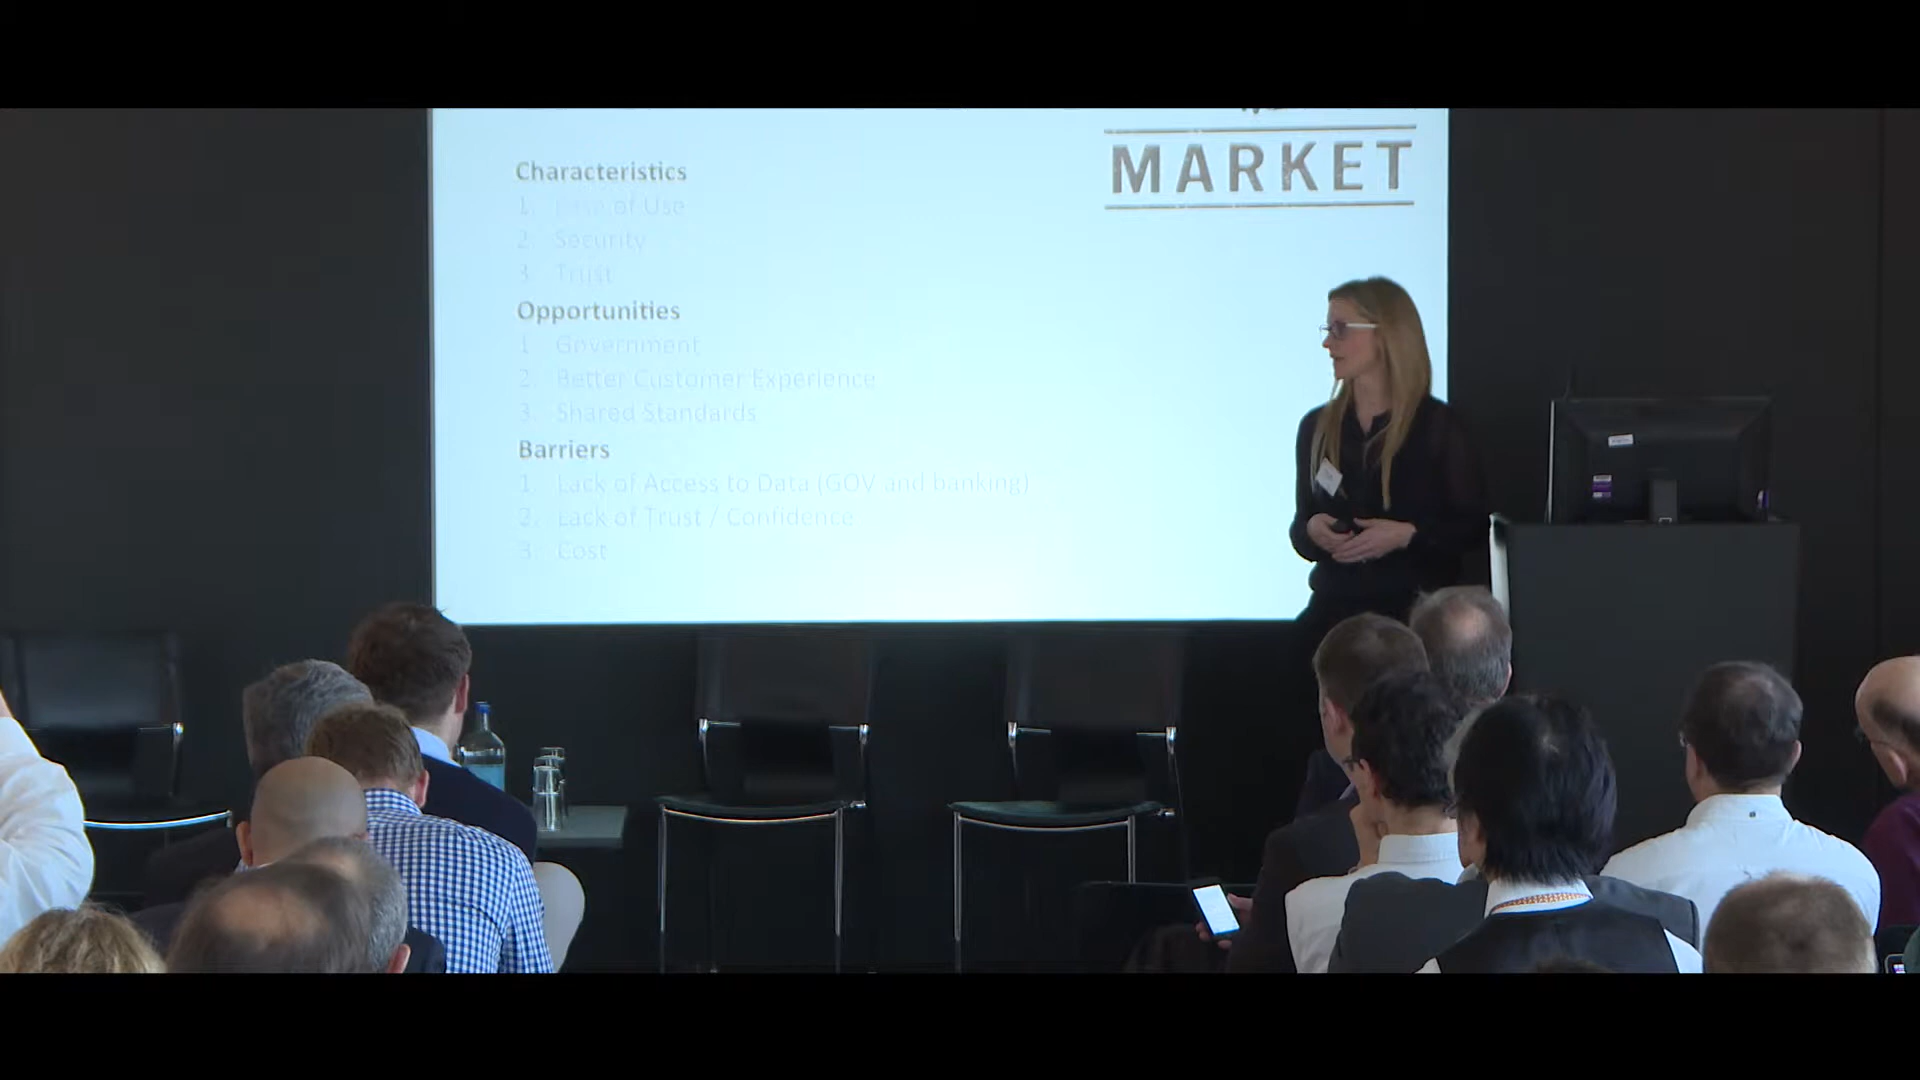 MARKET
Characteristics
1. Ease of Use
2. Security
3. Trust
Opportunities
1. Government
2. Better Customer Experience
3. Shared Standards
Barriers
1. Lack of Access to Data (GOV and banking)
2. Lack of Trust / Confidence
3. Cost